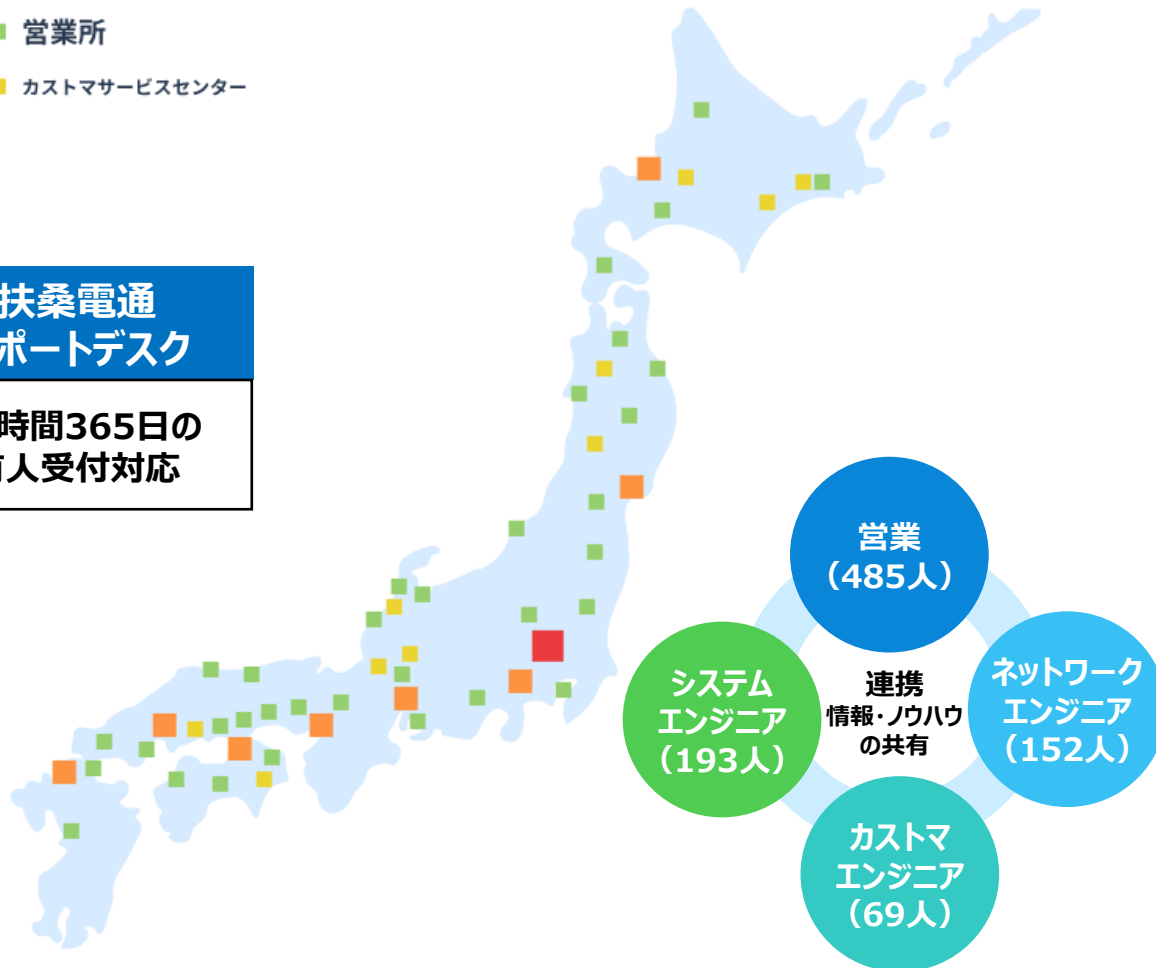 営業所
カストマサービスセンター
扶桑電通
ポートデスク
時間365日の
人受付対応
営業
（485人）
システム
エンジニア
（193人）
連携
情報・ノウハウ
の共有
ネットワーク
エンジニア
（152人）
カストマ
エンジニア
（69人）